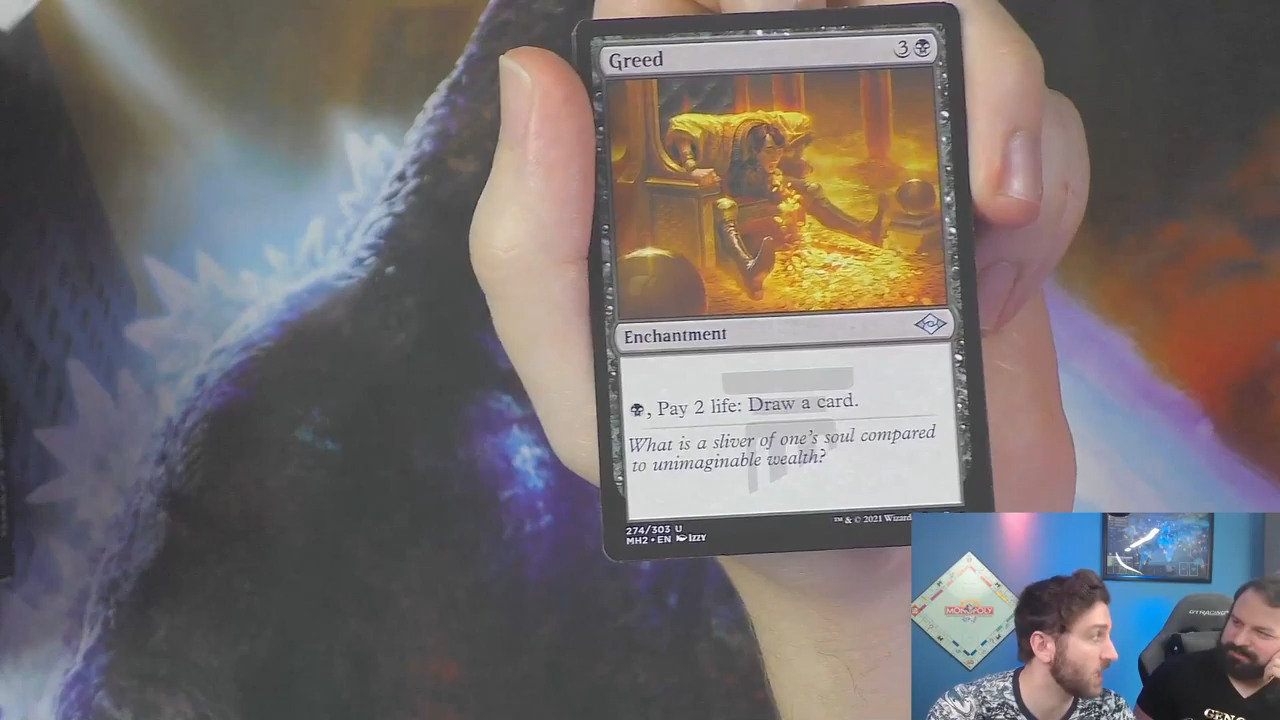 Greed 3
Enchantment
, Pay 2 life: Draw a card.
What is a sliver of one's soul compared
to unimaginable wealth?
274/303 U
™ & © 2021 Wizard
MH2 • EN IZZY
MONOPOLY
GTRACING